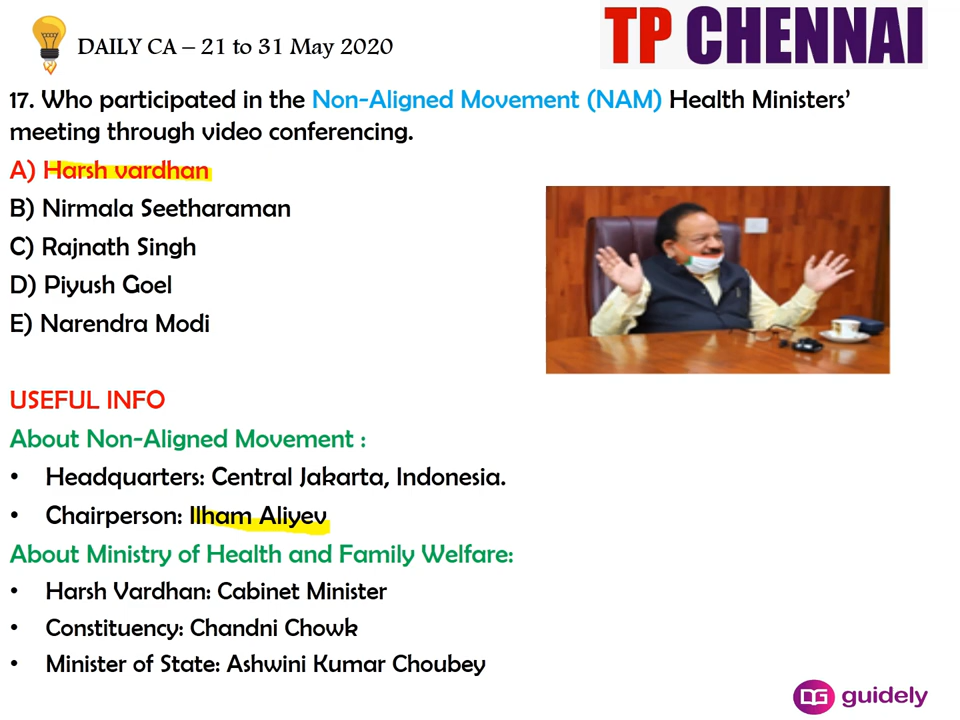 DAILY CA – 21 to 31 May 2020
TP CHENNAI
17. Who participated in the Non-Aligned Movement (NAM) Health Ministers’
meeting through video conferencing.
A) Harsh vardhan
B) Nirmala Seetharaman
C) Rajnath Singh
D) Piyush Goel
E) Narendra Modi
USEFUL INFO
About Non-Aligned Movement :
• Headquarters: Central Jakarta, Indonesia.
• Chairperson: Ilham Aliyev
About Ministry of Health and Family Welfare:
• Harsh Vardhan: Cabinet Minister
• Constituency: Chandni Chowk
• Minister of State: Ashwini Kumar Choubey
guidely